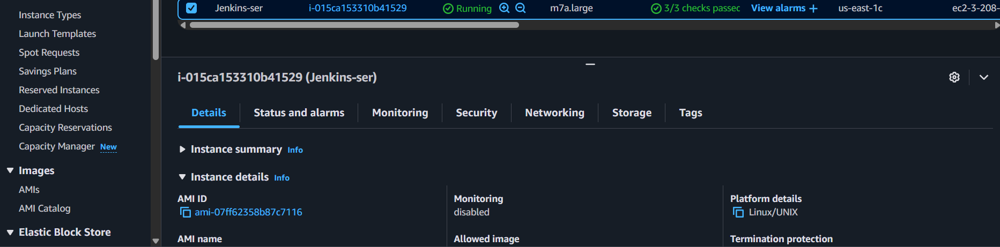 Instance Types
Launch Templates
Spot Requests
Savings Plans
Reserved Instances
Dedicated Hosts
Capacity Reservations
Capacity Manager New
Images
AMIs
AMI Catalog
Elastic Block Store
Jenkins-ser i-015ca153310b41529 Running m7a.large 3/3 checks passec View alarms + us-east-1c ec2-3-208-
i-015ca153310b41529 (Jenkins-ser)
Details Status and alarms Monitoring Security Networking Storage Tags
Instance summary Info
Instance details Info
AMI ID Monitoring Platform details
ami-07ff62358b87c7116 disabled Linux/UNIX
AMI name Allowed image Termination protection